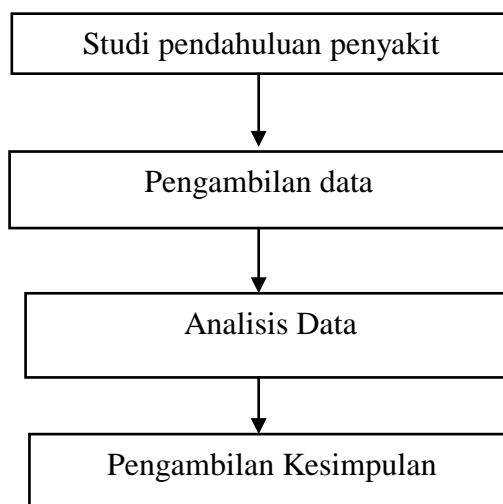 Studi pendahuluan penyakit
Pengambilan data
Analisis Data
Pengambilan Kesimpulan